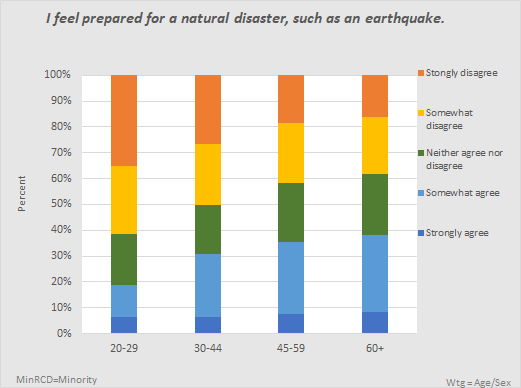 I feel prepared for a natural disaster, such as an earthquake.
100%
90%
80%
70%
60%
50%
40%
30%
20%
10%
0%
Percent
20-29
30-44
45-59
60+
Stongly disagree
Somewhat
disagree
Neither agree nor
disagree
Somewhat agree
Strongly agree
MinRCD=Minority
Wtg = Age/Sex